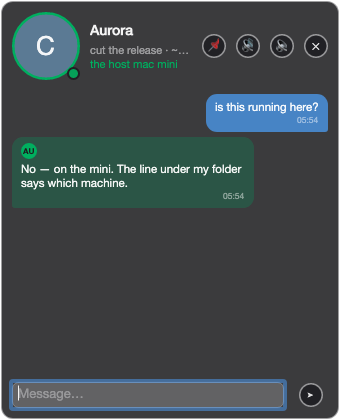 C
Aurora
cut the release · ~…
the host mac mini
is this running here?
05:54
AU
No — on the mini. The line under my folder
says which machine.
05:54
Message…